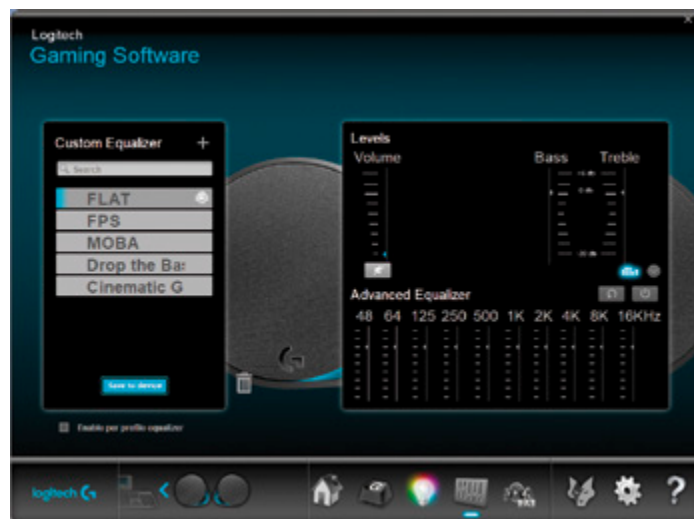 Logitech
Gaming Software
Custom Equalizer +
Search
FLAT
FPS
MOBA
Drop the Ba
Cinematic G
Save to device
Enable per profile equalizer
Levels
Volume
Bass Treble
Advanced Equalizer
48 64 125 250 500 1K 2K 4K 8K 16KHz
logitech G
?